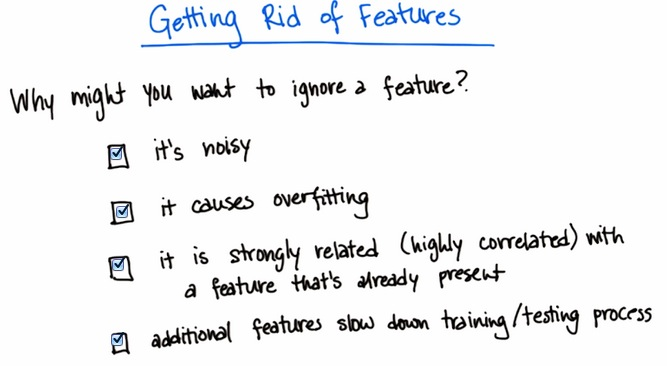 Getting Rid of Features
Why might you want to ignore a feature?
it's noisy
it causes overfitting
it is strongly related (highly correlated) with
a feature that's already present
additional features slow down training/testing process